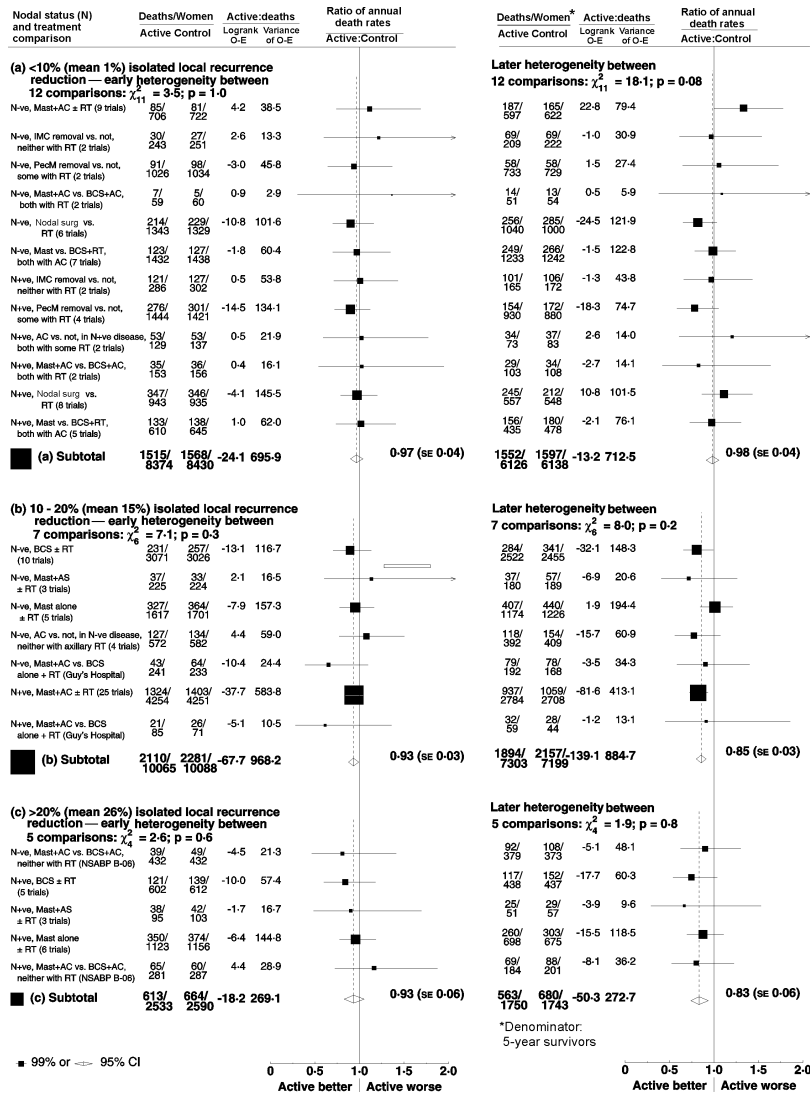 Nodal status (N) and treatment comparison
Deaths/Women
Active Control
Active:deaths
Logrank O-E
Variance of O-E
Ratio of annual death rates
Active:Control
Deaths/Women*
Active Control
Active:deaths
Logrank O-E
Variance of O-E
Ratio of annual death rates
Active:Control
(a) <10% (mean 1%) isolated local recurrence
reduction — early heterogeneity between
12 comparisons: χ²₁₁ = 3·5; p = 1·0
Later heterogeneity between
12 comparisons: χ²₁₁ = 18·1; p = 0·08
N-ve, Mast+AC ± RT (9 trials) 85/706 81/722 4·2 38·5 187/597 165/622 22·8 79·4
N-ve, IMC removal vs. not, neither with RT (2 trials) 30/243 27/251 2·6 13·3 69/209 69/222 -1·0 30·9
N-ve, PecM removal vs. not, some with RT (2 trials) 91/1026 98/1034 -3·0 45·8 58/733 58/729 1·5 27·4
N-ve, Mast+AC vs. BCS+AC, both with RT (2 trials) 7/59 5/60 0·9 2·9 14/51 13/54 0·5 5·9
N-ve, Nodal surg vs. RT (6 trials) 214/1343 229/1329 -10·8 101·6 256/1040 285/1000 -24·5 121·9
N-ve, Mast vs. BCS+RT, both with AC (7 trials) 123/1432 127/1438 -1·8 60·4 249/1233 266/1242 -1·5 122·8
N+ve, IMC removal vs. not, neither with RT (2 trials) 121/286 127/302 0·5 53·8 101/165 106/172 -1·3 43·8
N+ve, PecM removal vs. not, some with RT (4 trials) 276/1444 301/1421 -14·5 134·1 154/930 172/880 -18·3 74·7
N+ve, AC vs. not, in N+ve disease, both with some RT (2 trials) 53/129 53/137 0·5 21·9 34/73 37/83 2·6 14·0
N+ve, Mast+AC vs. BCS+AC, both with RT (2 trials) 35/153 36/156 0·4 16·1 29/103 34/108 -2·7 14·1
N+ve, Nodal surg vs. RT (8 trials) 347/943 346/935 -4·1 145·5 245/557 212/548 10·8 101·5
N+ve, Mast vs. BCS+RT, both with AC (5 trials) 133/610 138/645 1·0 62·0 156/435 180/478 -2·1 76·1
(a) Subtotal 1515/8374 1568/8430 -24·1 695·9 0·97 (SE 0·04) 1552/6126 1597/6138 -13·2 712·5 0·98 (SE 0·04)
(b) 10 - 20% (mean 15%) isolated local recurrence
reduction — early heterogeneity between
7 comparisons: χ²₆ = 7·1; p = 0·3
Later heterogeneity between
7 comparisons: χ²₆ = 8·0; p = 0·2
N-ve, BCS ± RT (10 trials) 231/3071 257/3026 -13·1 116·7 284/2522 341/2455 -32·1 148·3
N-ve, Mast+AS ± RT (3 trials) 37/225 33/224 2·1 16·5 37/180 57/189 -6·9 20·6
N-ve, Mast alone ± RT (5 trials) 327/1617 364/1701 -7·9 157·3 407/1174 440/1226 1·9 194·4
N-ve, AC vs. not, in N-ve disease, neither with axillary RT (4 trials) 127/572 134/582 4·4 59·0 118/392 154/409 -15·7 60·9
N-ve, Mast+AC vs. BCS alone + RT (Guy's Hospital) 43/241 64/233 -10·4 24·4 79/192 78/168 -3·5 34·3
N+ve, Mast+AC ± RT (25 trials) 1324/4254 1403/4251 -37·7 583·8 937/2784 1059/2708 -81·6 413·1
N+ve, Mast+AC vs. BCS alone + RT (Guy's Hospital) 21/85 26/71 -5·1 10·5 32/59 28/44 -1·2 13·1
(b) Subtotal 2110/10065 2281/10088 -67·7 968·2 0·93 (SE 0·03) 1894/7303 2157/7199 -139·1 884·7 0·85 (SE 0·03)
(c) >20% (mean 26%) isolated local recurrence
reduction — early heterogeneity between
5 comparisons: χ²₄ = 2·6; p = 0·6
Later heterogeneity between
5 comparisons: χ²₄ = 1·9; p = 0·8
N-ve, Mast+AC vs. BCS+AC, neither with RT (NSABP B-06) 39/432 49/432 -4·5 21·3 92/379 108/373 -5·1 48·1
N+ve, BCS ± RT (5 trials) 121/602 139/612 -10·0 57·4 117/438 152/437 -17·7 60·3
N+ve, Mast+AS ± RT (3 trials) 38/95 42/103 -1·7 16·7 25/51 29/57 -3·9 9·6
N+ve, Mast alone ± RT (6 trials) 350/1123 374/1156 -6·4 144·8 260/698 303/675 -15·5 118·5
N+ve, Mast+AC vs. BCS+AC, neither with RT (NSABP B-06) 65/281 60/287 4·4 28·9 69/184 88/201 -8·1 36·2
(c) Subtotal 613/2533 664/2590 -18·2 269·1 0·93 (SE 0·06) 563/1750 680/1743 -50·3 272·7 0·83 (SE 0·06)
*Denominator:
5-year survivors
99% or 95% CI
0 0·5 1·0 1·5 2·0
Active better Active worse
0 0·5 1·0 1·5 2·0
Active better Active worse